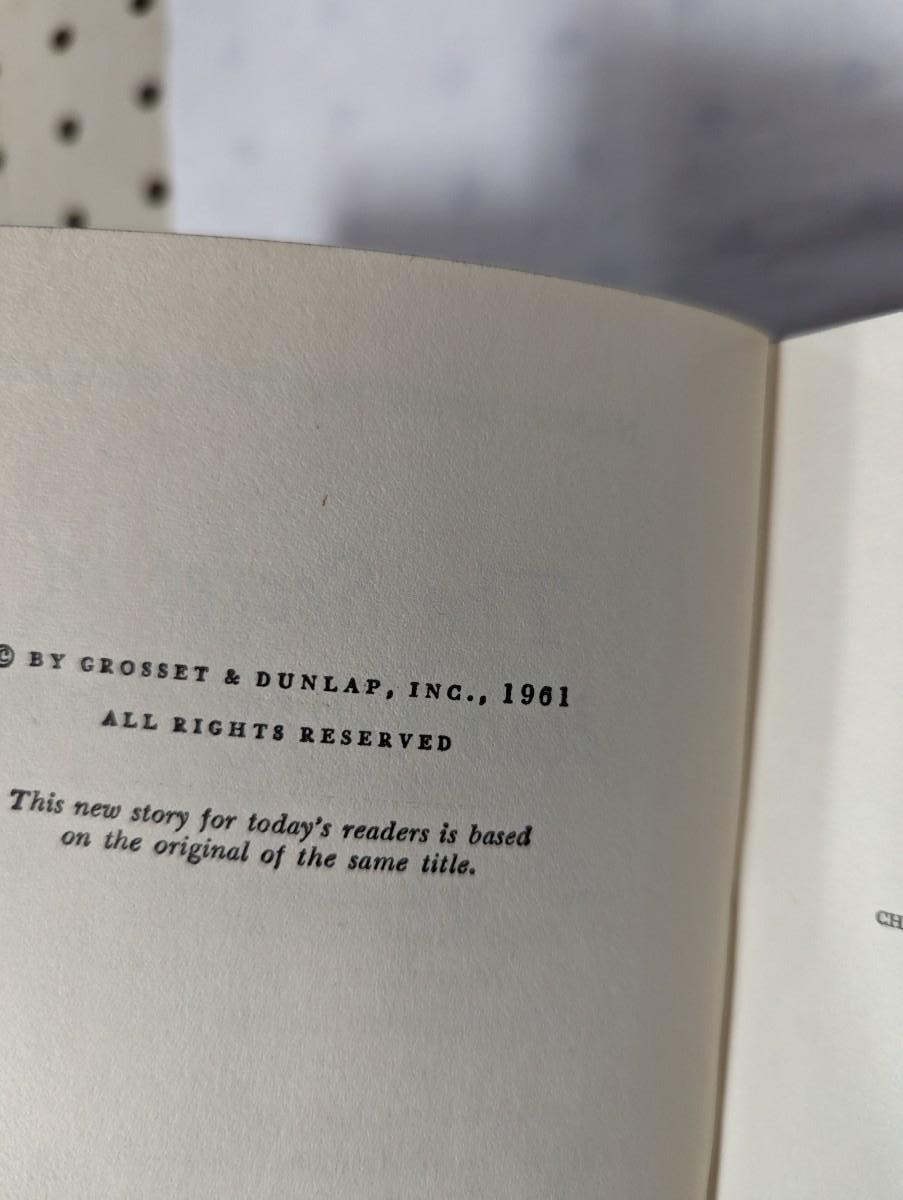 © BY GROSSET & DUNLAP, INC., 1961
ALL RIGHTS RESERVED
This new story for today's readers is based
on the original of the same title.
CH